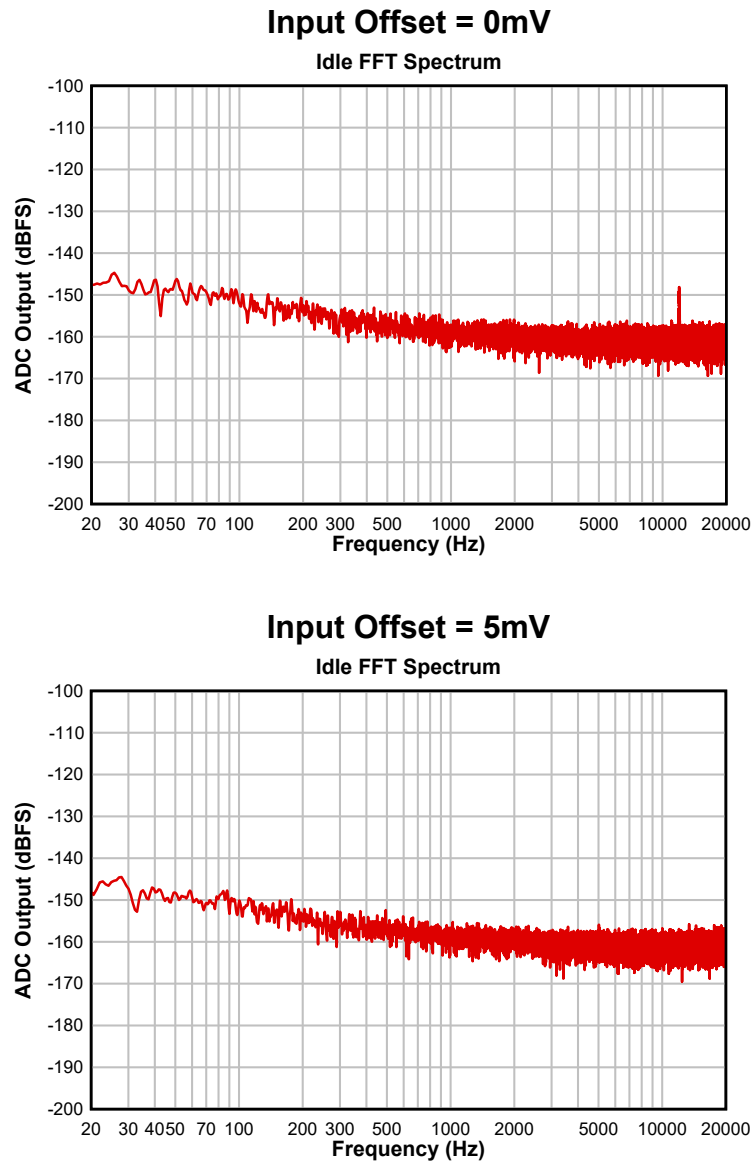 Input Offset = 0mV
Idle FFT Spectrum
ADC Output (dBFS)
-100
-110
-120
-130
-140
-150
-160
-170
-180
-190
-200
20 30 40 50 70 100 200 300 500 1000 2000 5000 10000 20000
Frequency (Hz)
Input Offset = 5mV
Idle FFT Spectrum
ADC Output (dBFS)
-100
-110
-120
-130
-140
-150
-160
-170
-180
-190
-200
20 30 40 50 70 100 200 300 500 1000 2000 5000 10000 20000
Frequency (Hz)